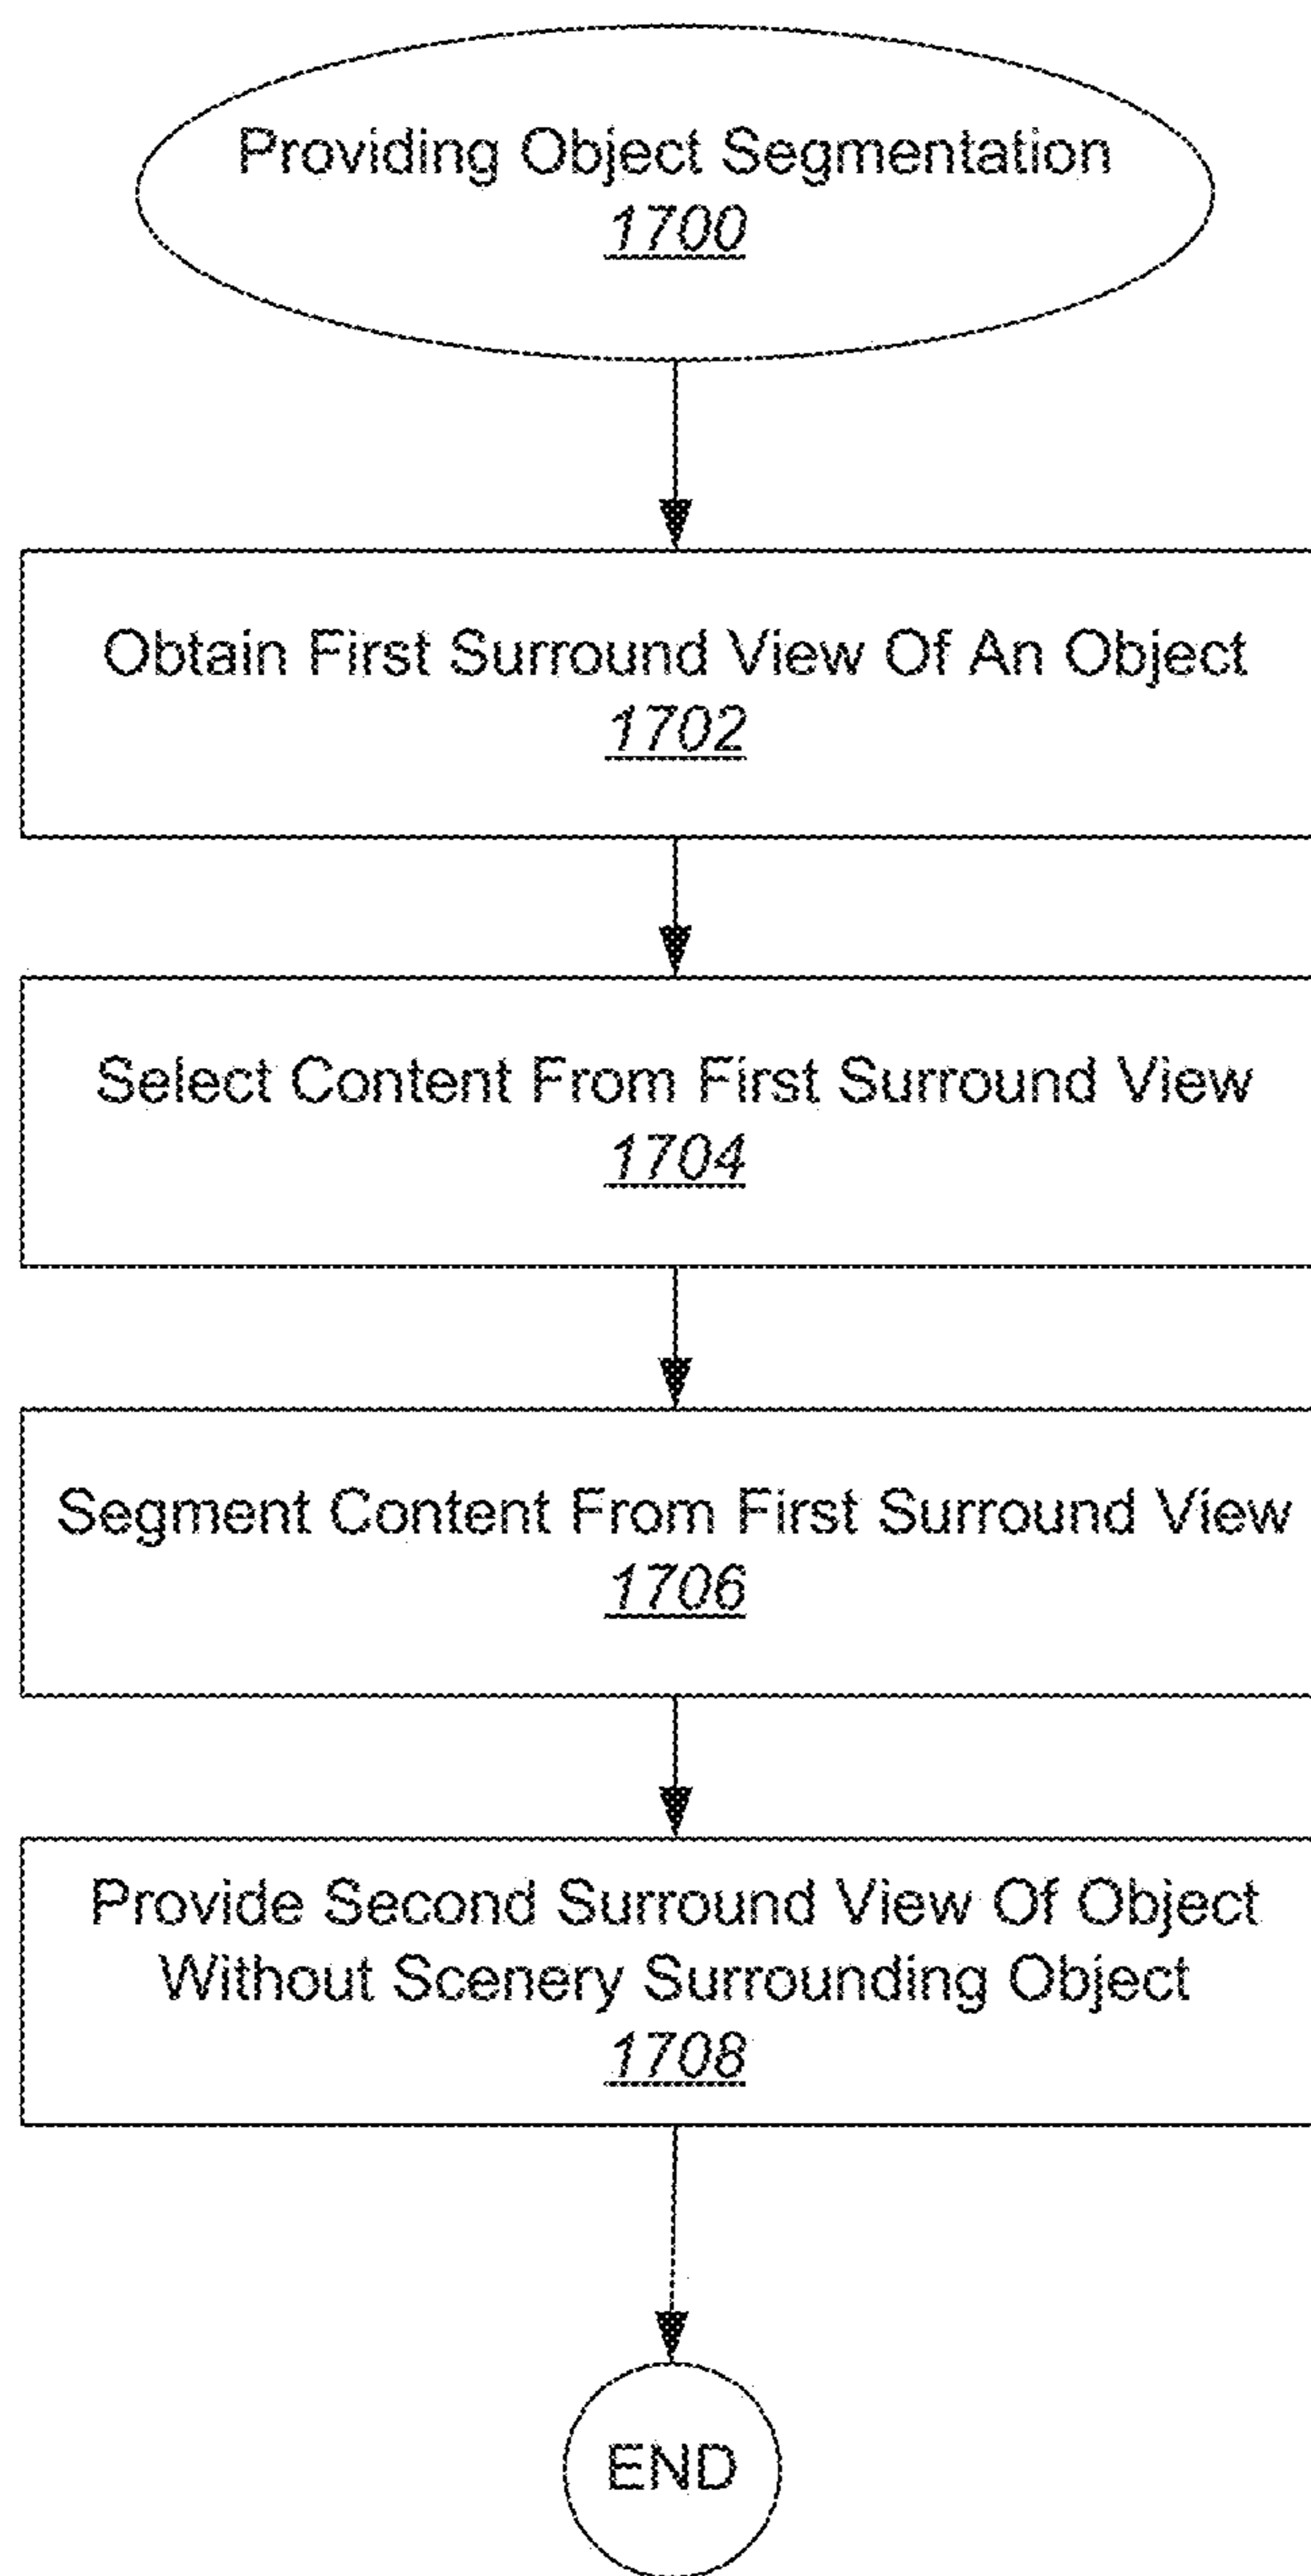 Providing Object Segmentation
1700
Obtain First Surround View Of An Object
1702
Select Content From First Surround View
1704
Segment Content From First Surround View
1706
Provide Second Surround View Of Object
Without Scenery Surrounding Object
1708
END